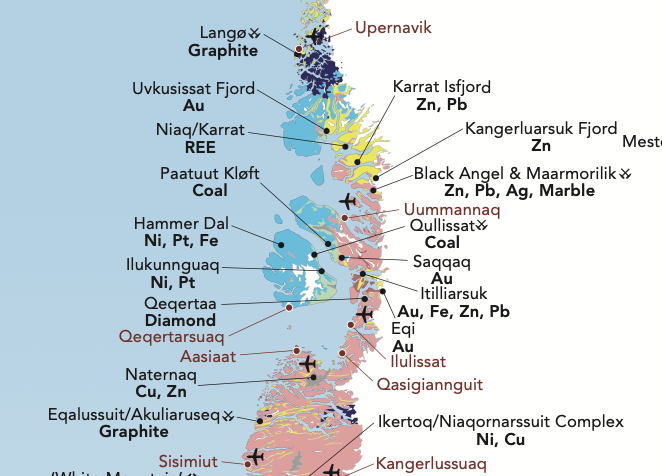 Upernavik
Langø
Graphite
Uvkusissat Fjord
Au
Karrat Isfjord
Zn, Pb
Niaq/Karrat
REE
Kangerluarsuk Fjord
Zn
Meste
Paatuut Kløft
Coal
Black Angel & Maarmorilik
Zn, Pb, Ag, Marble
Uummannaq
Hammer Dal
Ni, Pt, Fe
Qullissat
Coal
Ilukunnguaq
Ni, Pt
Saqqaq
Au
Itilliarsuk
Au, Fe, Zn, Pb
Qeqertaa
Diamond
Eqi
Au
Qeqertarsuaq
Aasiaat
Ilulissat
Qasigiannguit
Naternaq
Cu, Zn
Eqalussuit/Akuliaruseq
Graphite
Ikertoq/Niaqornarssuit Complex
Ni, Cu
Sisimiut
Kangerlussuaq